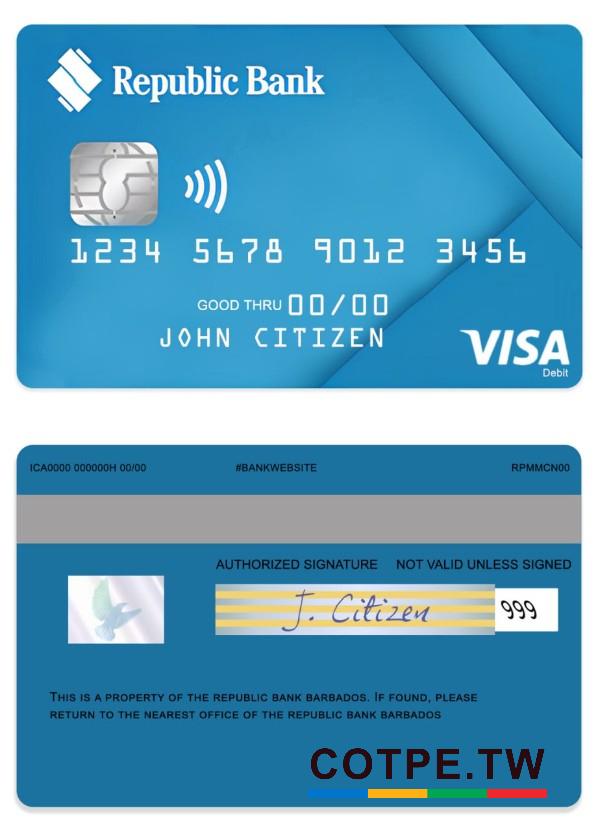 Republic Bank
1234 5678 9012 3456
GOOD THRU 00/00
JOHN CITIZEN
VISA
Debit
ICA0000 000000H 00/00 #BANKWEBSITE RPMMCN00
AUTHORIZED SIGNATURE NOT VALID UNLESS SIGNED
J. Citizen 999
THIS IS A PROPERTY OF THE REPUBLIC BANK BARBADOS. IF FOUND, PLEASE
RETURN TO THE NEAREST OFFICE OF THE REPUBLIC BANK BARBADOS
COTPE.TW